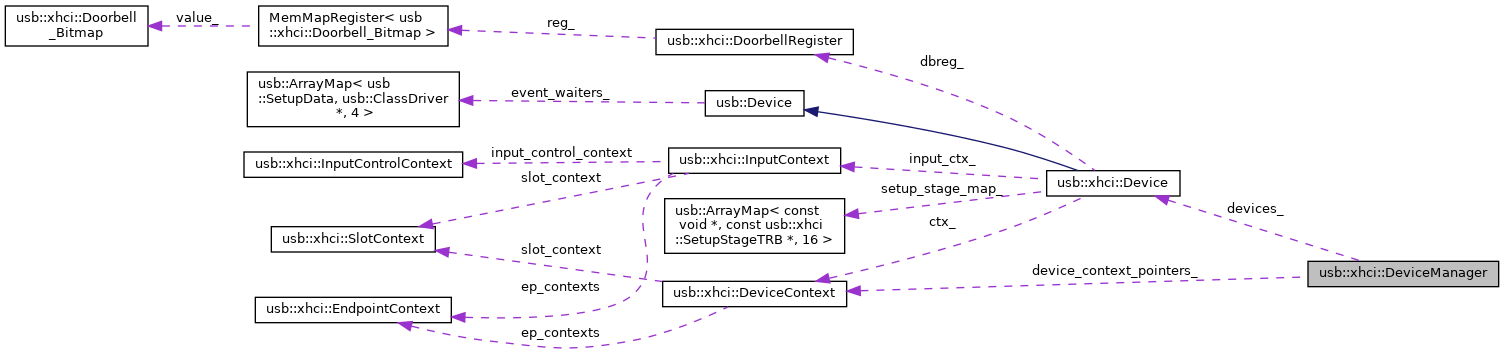 usb::xhci::Doorbell
_Bitmap
value_
MemMapRegister< usb
::xhci::Doorbell_Bitmap >
reg_
usb::xhci::DoorbellRegister
dbreg_
usb::ArrayMap< usb
::SetupData, usb::ClassDriver
*, 4 >
event_waiters_
usb::Device
usb::xhci::InputControlContext
input_control_context
usb::xhci::InputContext
input_ctx_
usb::xhci::Device
slot_context
setup_stage_map_
usb::ArrayMap< const
void *, const usb::xhci
::SetupStageTRB *, 16 >
devices_
ctx_
usb::xhci::SlotContext
slot_context
device_context_pointers_
usb::xhci::DeviceManager
ep_contexts
usb::xhci::DeviceContext
usb::xhci::EndpointContext
ep_contexts